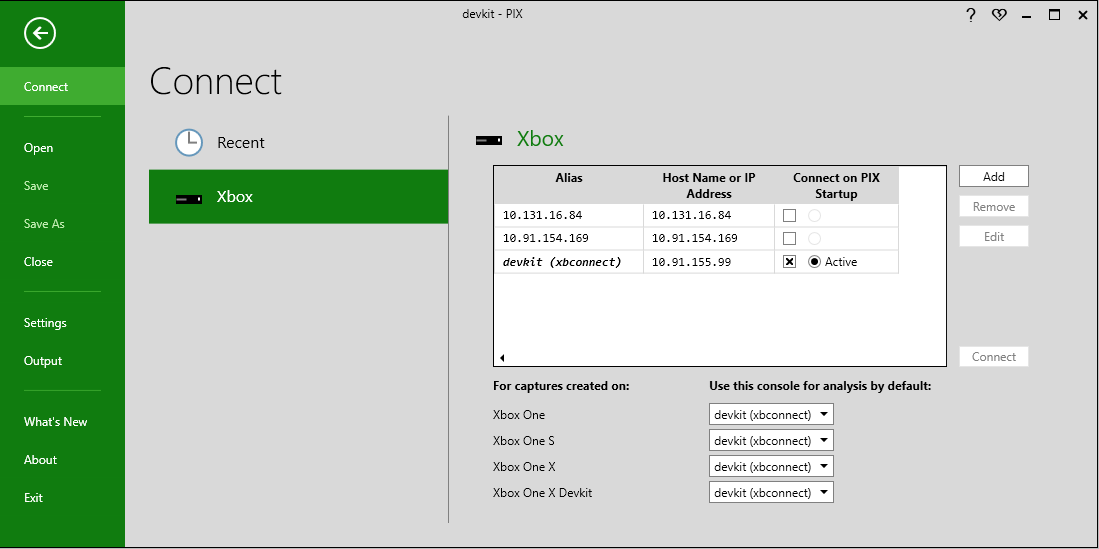 devkit - PIX
Connect
Open
Save
Save As
Close
Settings
Output
What's New
About
Exit
Connect
Recent
Xbox
Xbox
Alias Host Name or IP Address Connect on PIX Startup
10.131.16.84 10.131.16.84
10.91.154.169 10.91.154.169
devkit (xbconnect) 10.91.155.99 Active
Add
Remove
Edit
Connect
For captures created on: Use this console for analysis by default:
Xbox One devkit (xbconnect)
Xbox One S devkit (xbconnect)
Xbox One X devkit (xbconnect)
Xbox One X Devkit devkit (xbconnect)